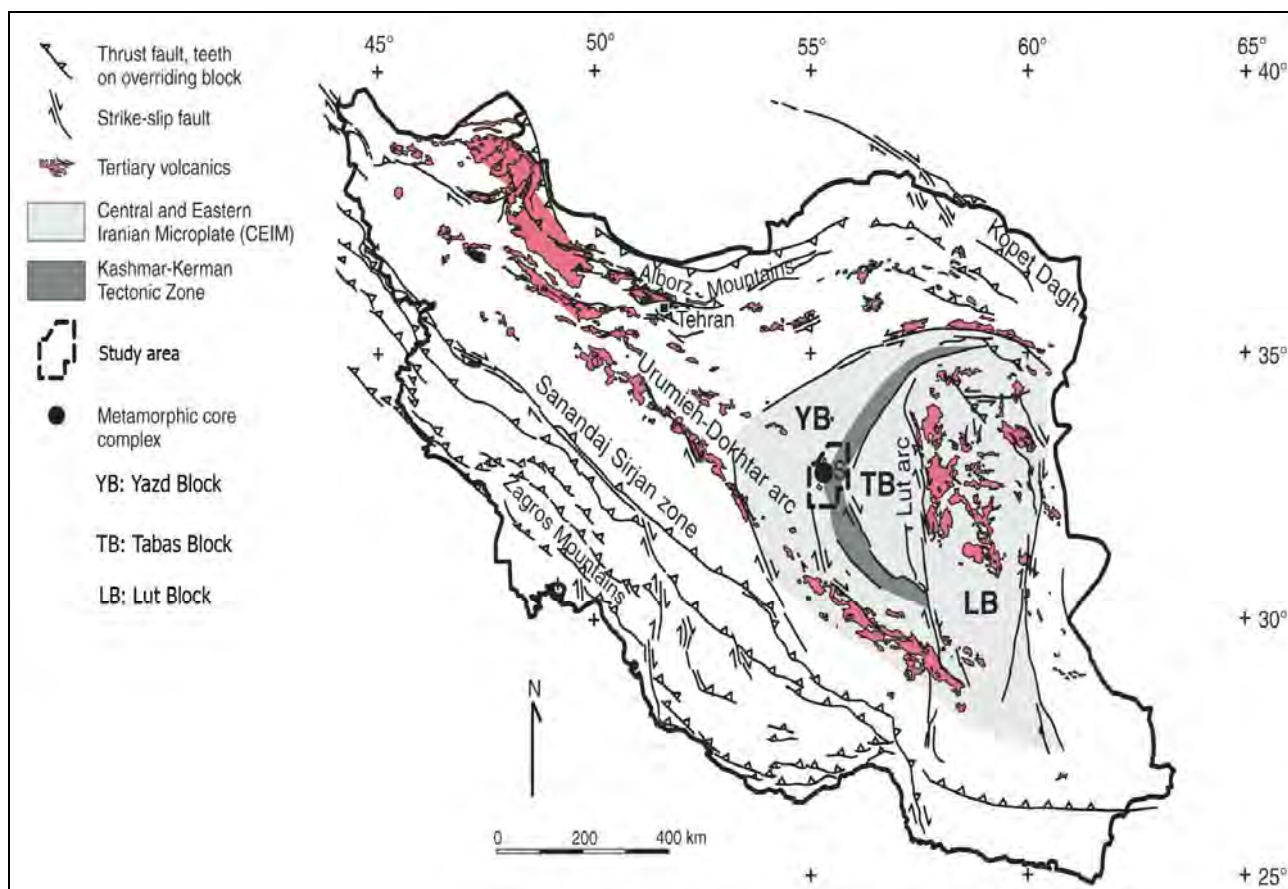 Thrust fault, teeth
on overriding block
Strike-slip fault
Tertiary volcanics
Central and Eastern
Iranian Microplate (CEIM)
Kashmar-Kerman
Tectonic Zone
Study area
Metamorphic core
complex
YB: Yazd Block
TB: Tabas Block
LB: Lut Block
45°
50°
55°
60°
65°
40°
Kopet Dagh
Alborz Mountains
Tehran
35°
Urumieh-Dokhtar arc
Sanandaj Sirjan zone
Zagros Mountains
YB
S
TB
Lut arc
LB
30°
N
0 200 400 km
25°